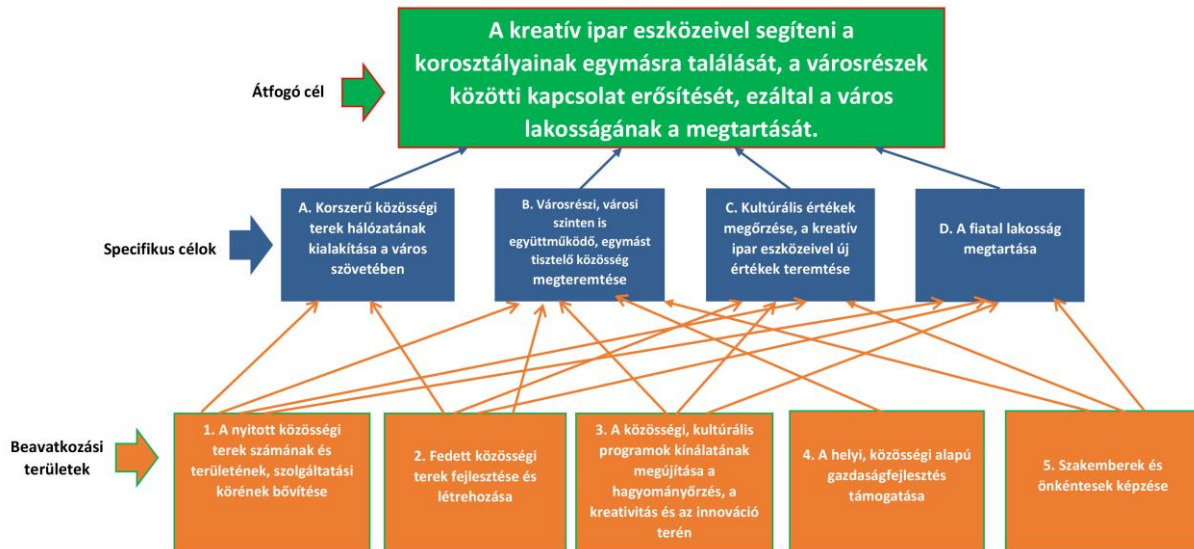 A kreatív ipar eszközeivel segíteni a
korosztályainak egymásra találását, a városrészek
közötti kapcsolat erősítését, ezáltal a város
lakosságának a megtartását.
Átfogó cél
A. Korszerű közösségi
terek hálózatának
kialakítása a város
szövetében
B. Városrészi, városi
szinten is
együttműködő, egymást
tisztelő közösség
megteremtése
C. Kultúrális értékek
megőrzése, a kreatív
ipar eszközeivel új
értékek teremtése
D. A fiatal lakosság
megtartása
Specifikus célok
Beavatkozási
területek
1. A nyitott közösségi
terek számának és
területének, szolgáltatási
körének bővítése
2. Fedett közösségi
terek fejlesztése és
létrehozása
3. A közösségi, kultúrális
programok kínálatának
megújítása a
hagyományőrzés, a
kreativitás és az innováció
terén
4. A helyi, közösségi alapú
gazdaságfejlesztés
támogatása
5. Szakemberek és
önkéntesek képzése